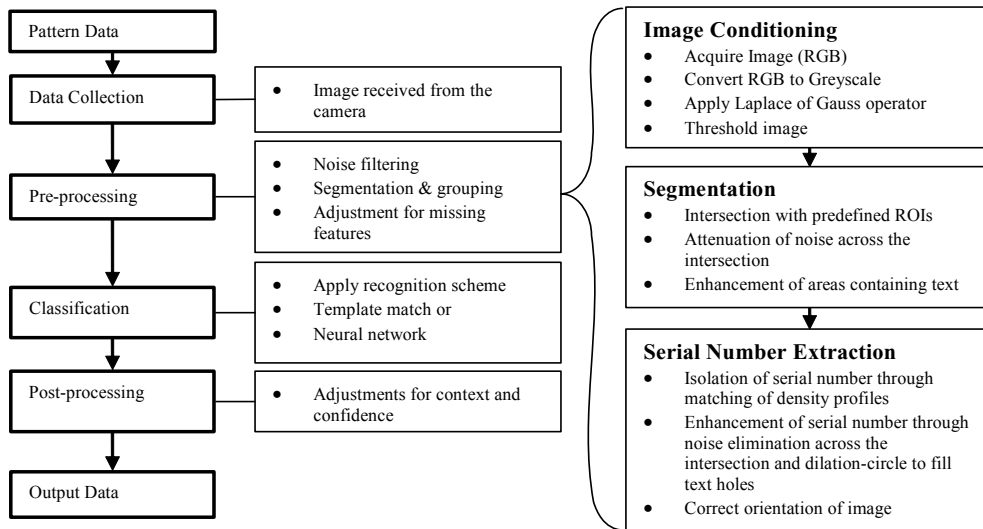 Pattern Data
Data Collection
Pre-processing
Classification
Post-processing
Output Data
• Image received from the
camera
• Noise filtering
• Segmentation & grouping
• Adjustment for missing
features
• Apply recognition scheme
• Template match or
• Neural network
• Adjustments for context and
confidence
Image Conditioning
• Acquire Image (RGB)
• Convert RGB to Greyscale
• Apply Laplace of Gauss operator
• Threshold image
Segmentation
• Intersection with predefined ROIs
• Attenuation of noise across the
intersection
• Enhancement of areas containing text
Serial Number Extraction
• Isolation of serial number through
matching of density profiles
• Enhancement of serial number through
noise elimination across the
intersection and dilation-circle to fill
text holes
• Correct orientation of image